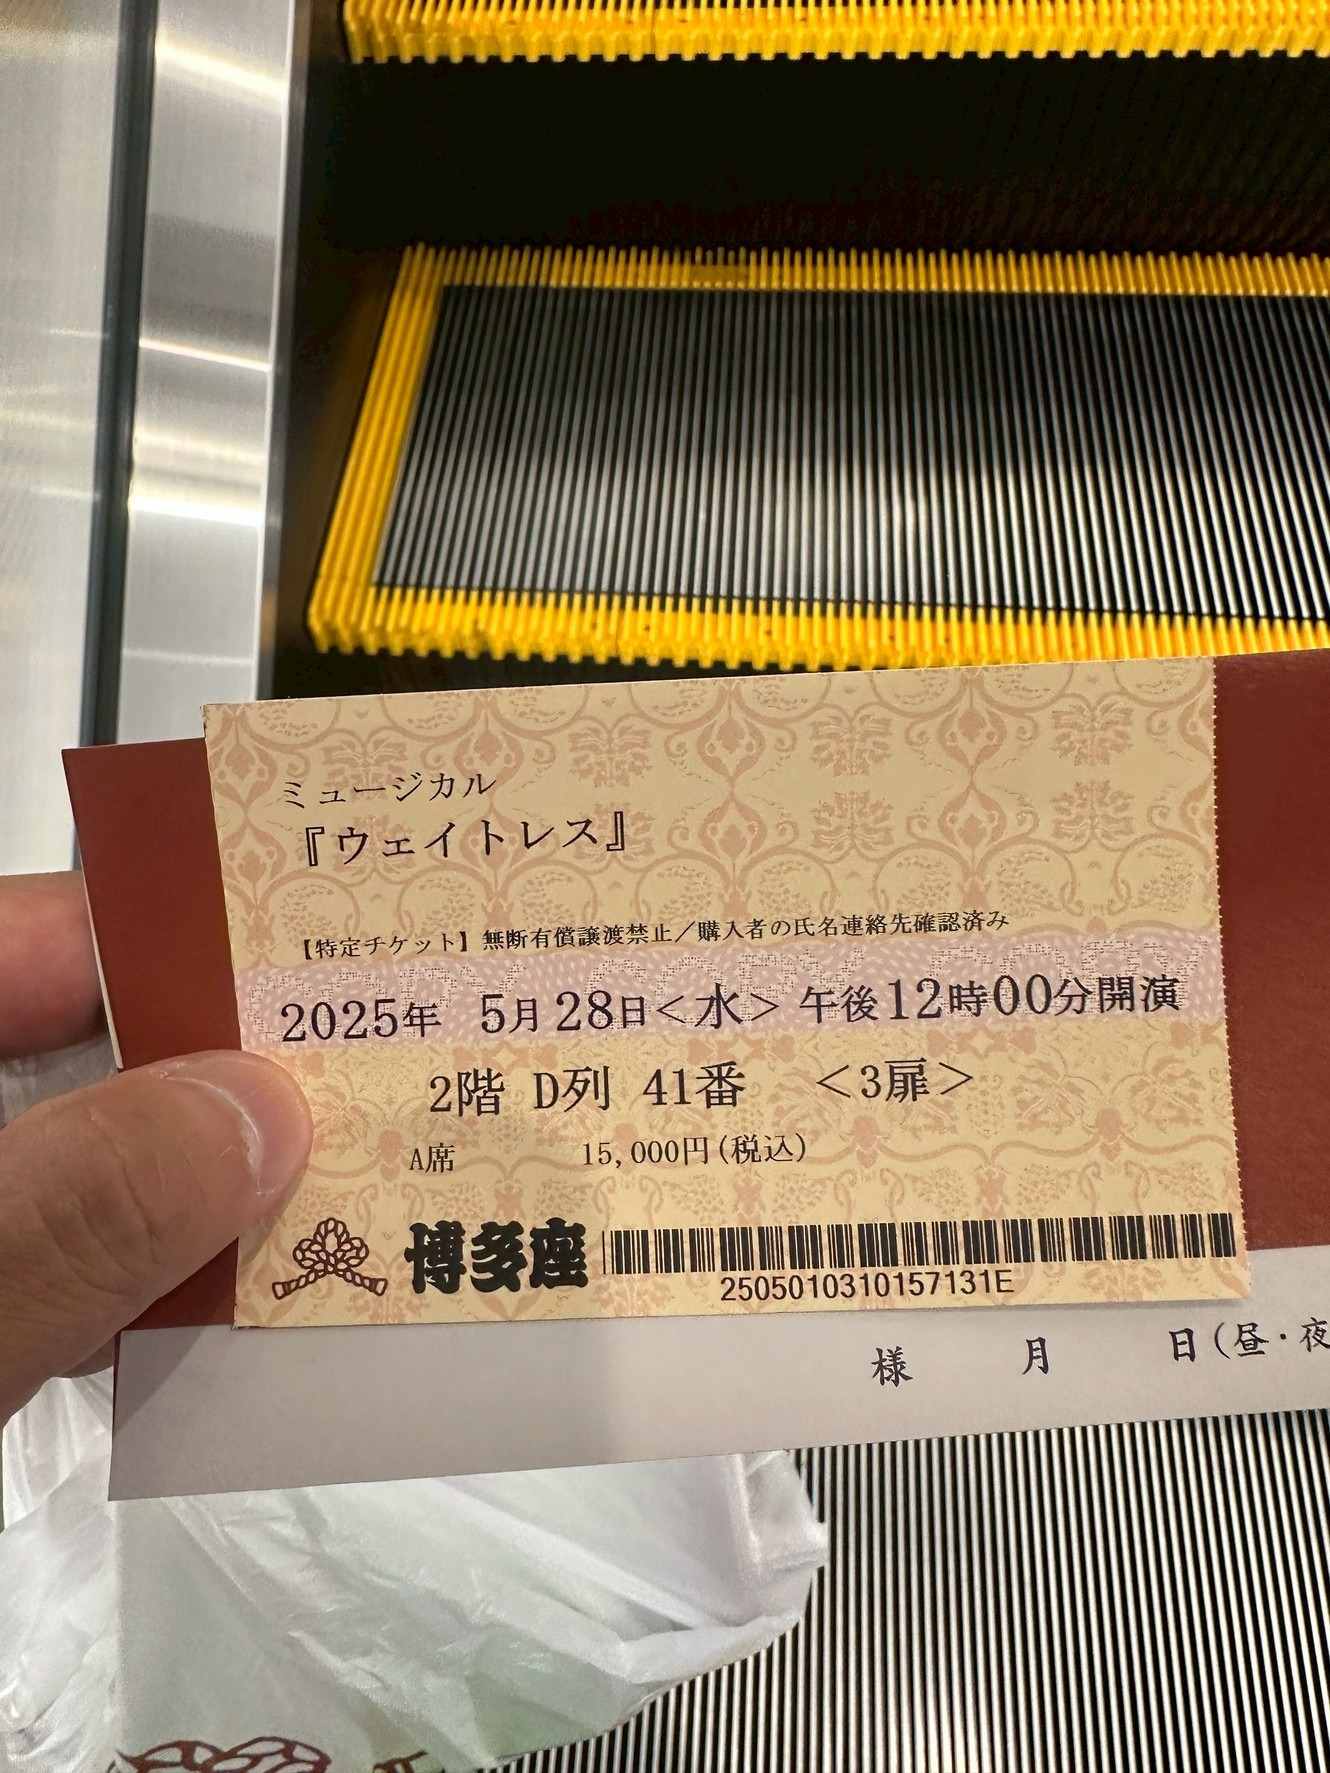 ミュージカル
『ウェイトレス』
【特定チケット】無断有償譲渡禁止／購入者の氏名連絡先確認済み
2025年 5月28日＜水＞ 午後12時00分開演
2階 D列 41番 ＜3扉＞
A席 15,000円(税込)
博多座
2505010310157131E
様 月 日(昼・夜